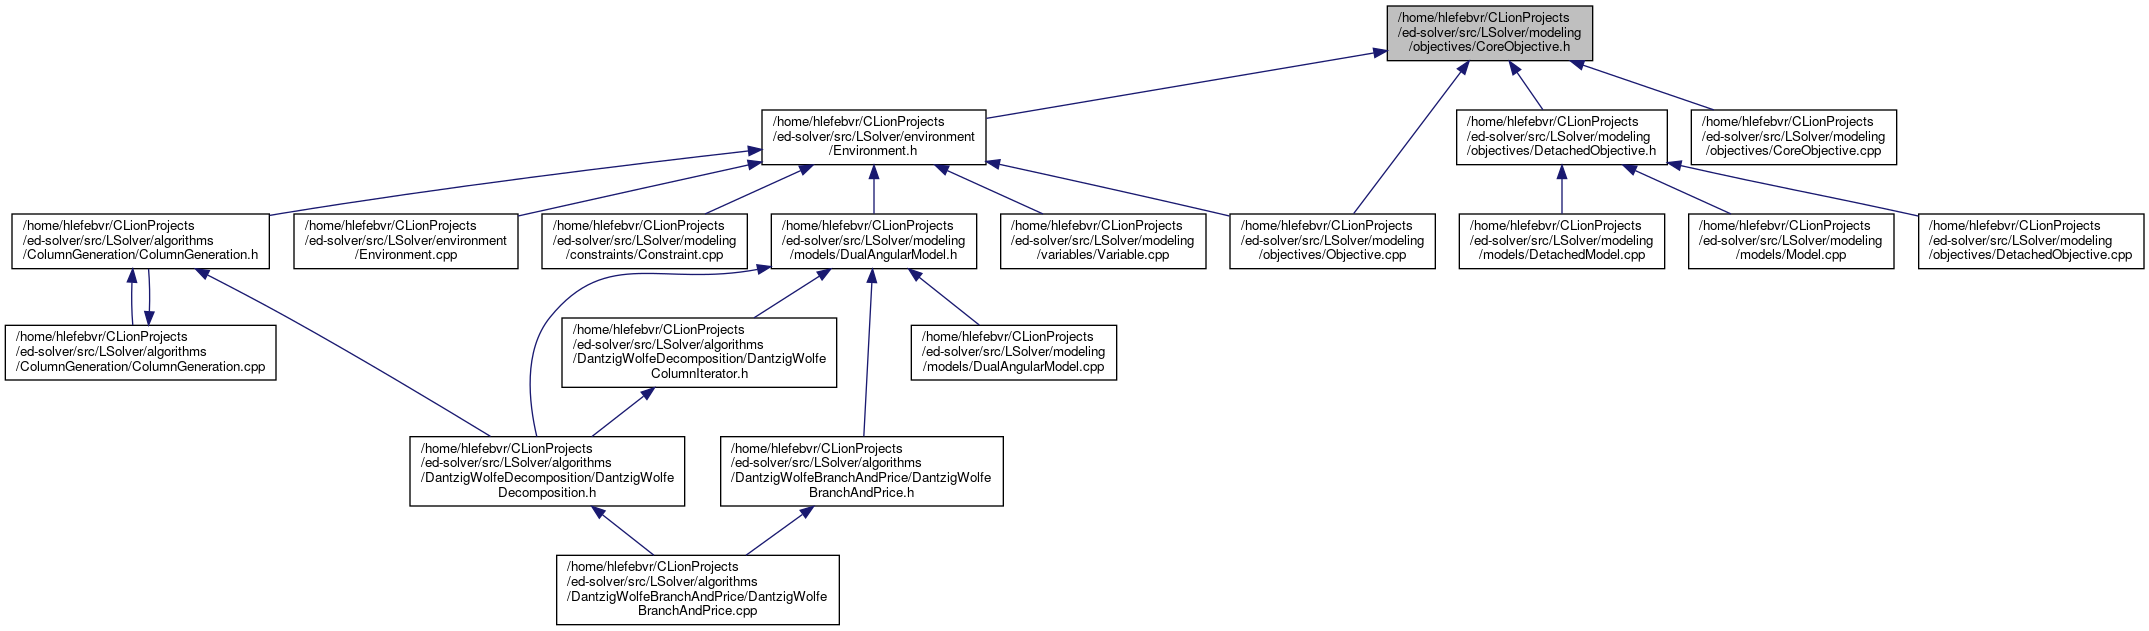 /home/hlefebvr/CLionProjects
/ed-solver/src/LSolver/modeling
/objectives/CoreObjective.h
/home/hlefebvr/CLionProjects
/ed-solver/src/LSolver/environment
/Environment.h
/home/hlefebvr/CLionProjects
/ed-solver/src/LSolver/modeling
/objectives/DetachedObjective.h
/home/hlefebvr/CLionProjects
/ed-solver/src/LSolver/modeling
/objectives/CoreObjective.cpp
/home/hlefebvr/CLionProjects
/ed-solver/src/LSolver/algorithms
/ColumnGeneration/ColumnGeneration.h
/home/hlefebvr/CLionProjects
/ed-solver/src/LSolver/environment
/Environment.cpp
/home/hlefebvr/CLionProjects
/ed-solver/src/LSolver/modeling
/constraints/Constraint.cpp
/home/hlefebvr/CLionProjects
/ed-solver/src/LSolver/modeling
/models/DualAngularModel.h
/home/hlefebvr/CLionProjects
/ed-solver/src/LSolver/modeling
/variables/Variable.cpp
/home/hlefebvr/CLionProjects
/ed-solver/src/LSolver/modeling
/objectives/Objective.cpp
/home/hlefebvr/CLionProjects
/ed-solver/src/LSolver/modeling
/models/DetachedModel.cpp
/home/hlefebvr/CLionProjects
/ed-solver/src/LSolver/modeling
/models/Model.cpp
/home/hlefebvr/CLionProjects
/ed-solver/src/LSolver/modeling
/objectives/DetachedObjective.cpp
/home/hlefebvr/CLionProjects
/ed-solver/src/LSolver/algorithms
/ColumnGeneration/ColumnGeneration.cpp
/home/hlefebvr/CLionProjects
/ed-solver/src/LSolver/algorithms
/DantzigWolfeDecomposition/DantzigWolfe
ColumnIterator.h
/home/hlefebvr/CLionProjects
/ed-solver/src/LSolver/modeling
/models/DualAngularModel.cpp
/home/hlefebvr/CLionProjects
/ed-solver/src/LSolver/algorithms
/DantzigWolfeDecomposition/DantzigWolfe
Decomposition.h
/home/hlefebvr/CLionProjects
/ed-solver/src/LSolver/algorithms
/DantzigWolfeBranchAndPrice/DantzigWolfe
BranchAndPrice.h
/home/hlefebvr/CLionProjects
/ed-solver/src/LSolver/algorithms
/DantzigWolfeBranchAndPrice/DantzigWolfe
BranchAndPrice.cpp